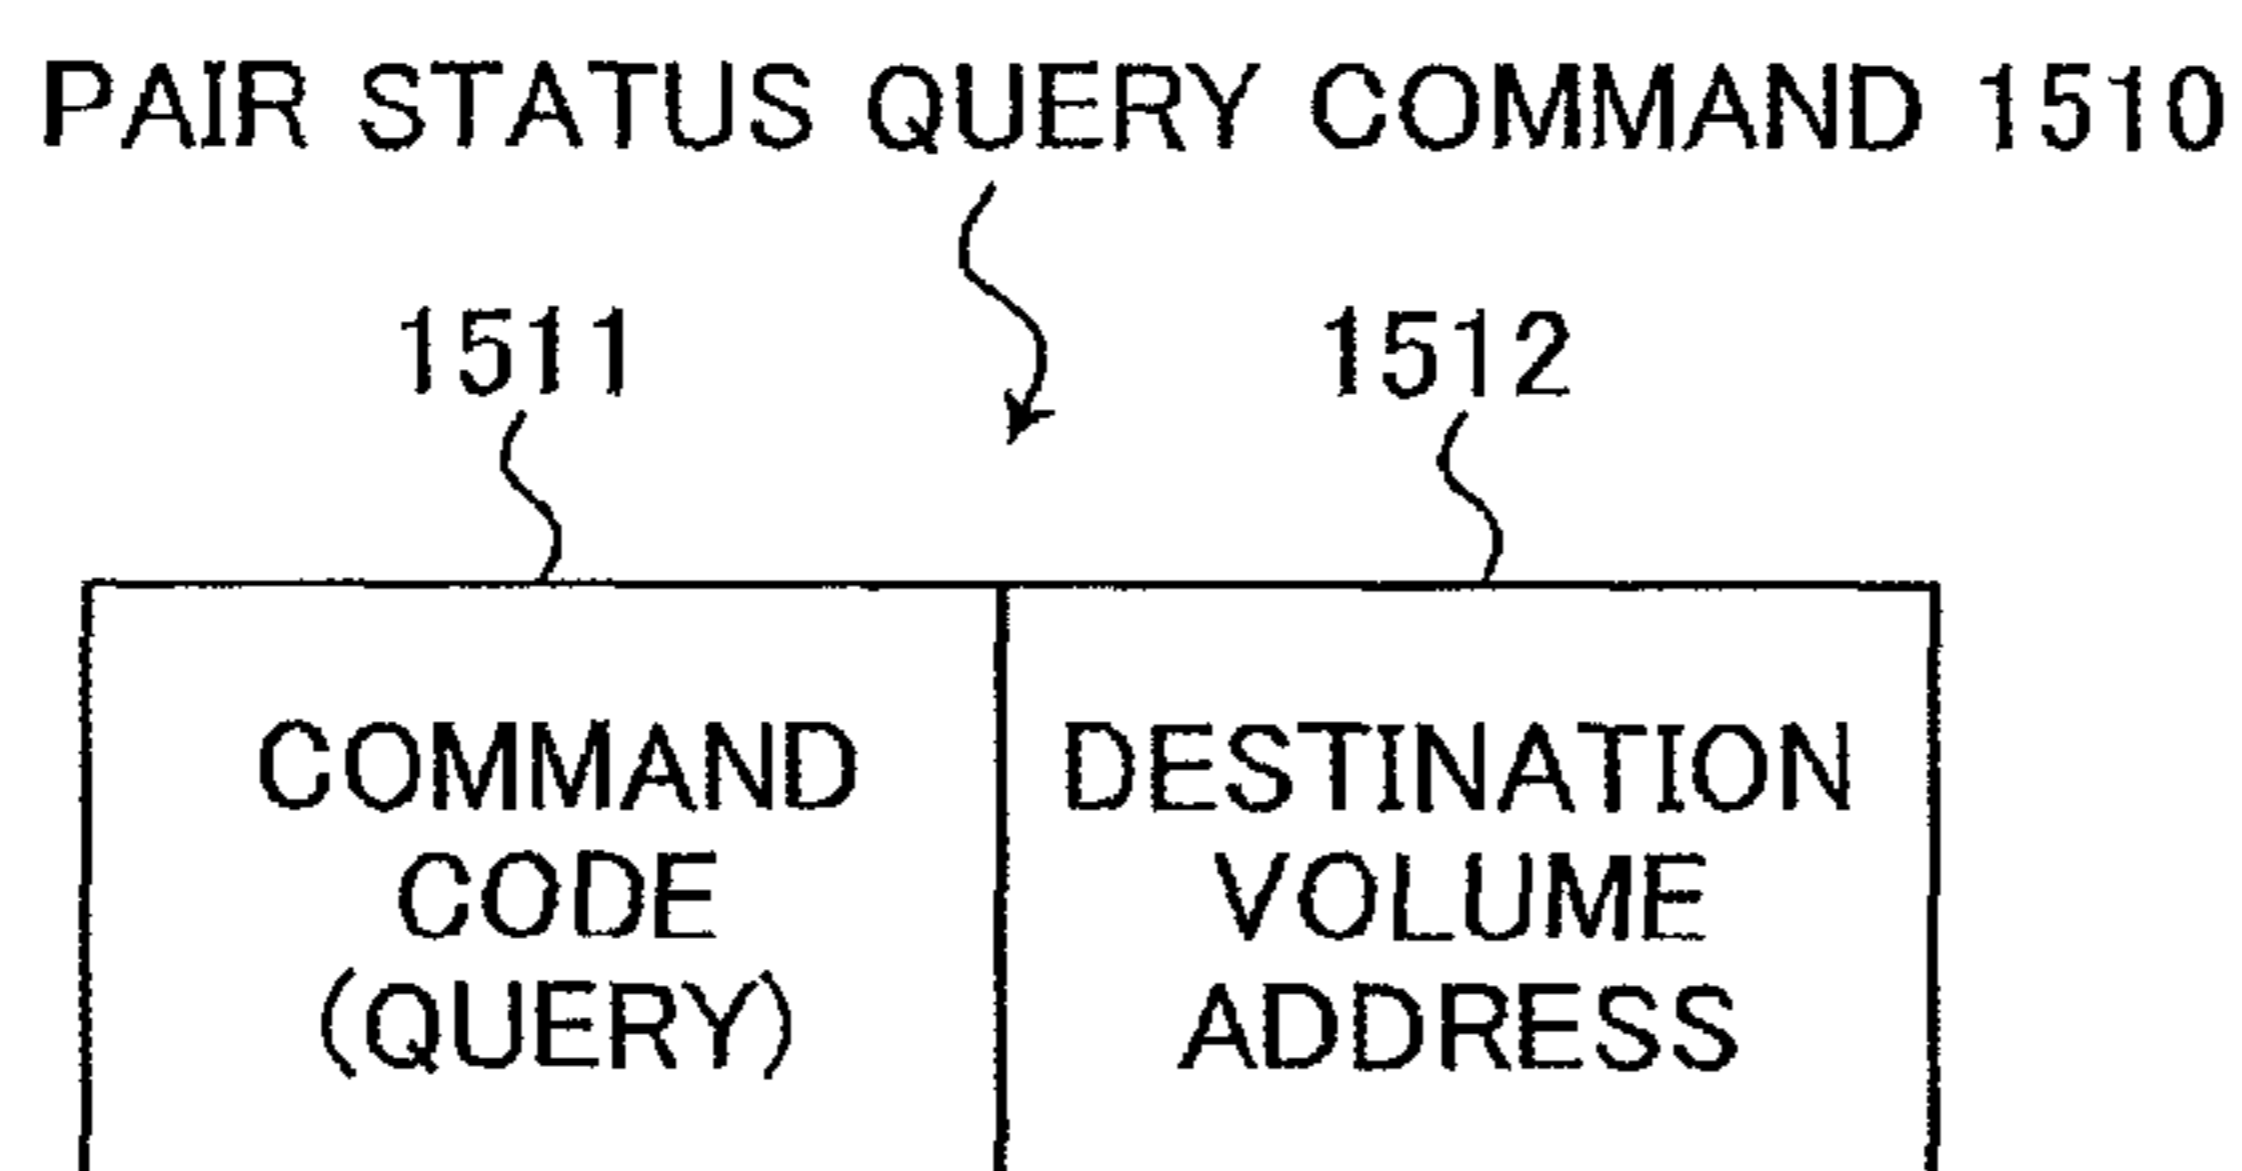 PAIR STATUS QUERY COMMAND 1510
1511
1512
COMMAND
CODE
(QUERY)
DESTINATION
VOLUME
ADDRESS